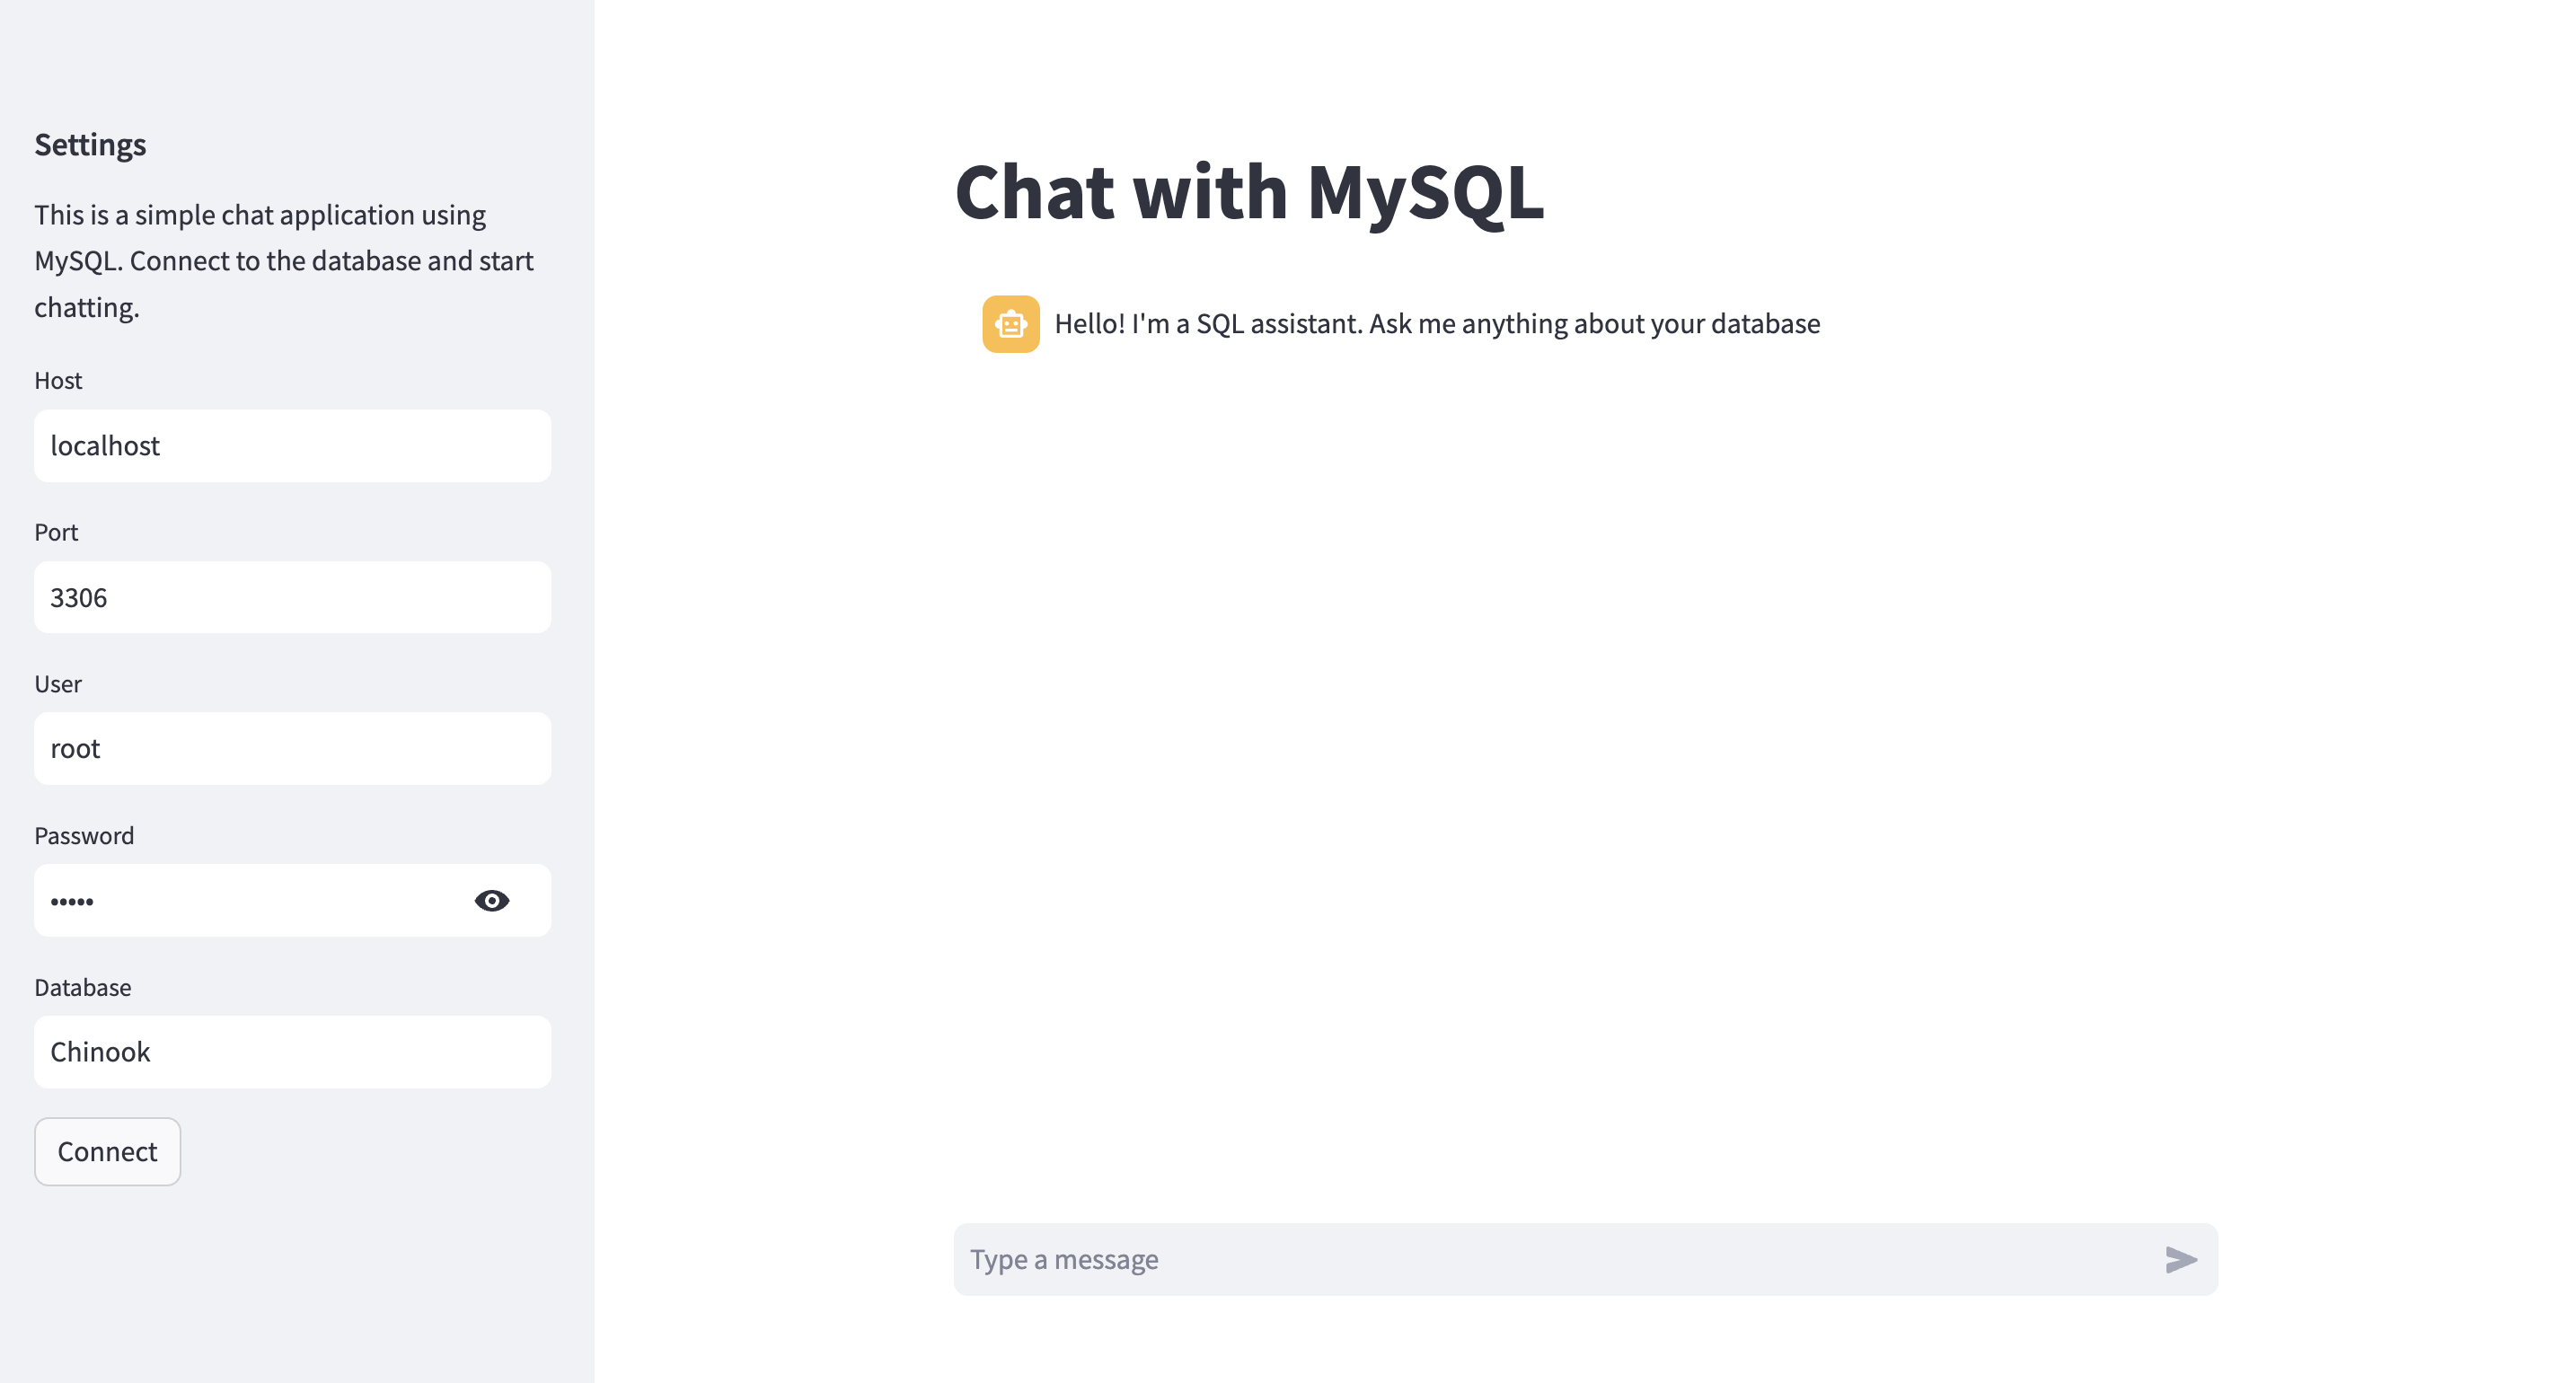 Settings
This is a simple chat application using
MySQL. Connect to the database and start
chatting.
Host
localhost
Port
3306
User
root
Password
•••••
Database
Chinook
Connect
Chat with MySQL
Hello! I'm a SQL assistant. Ask me anything about your database
Type a message